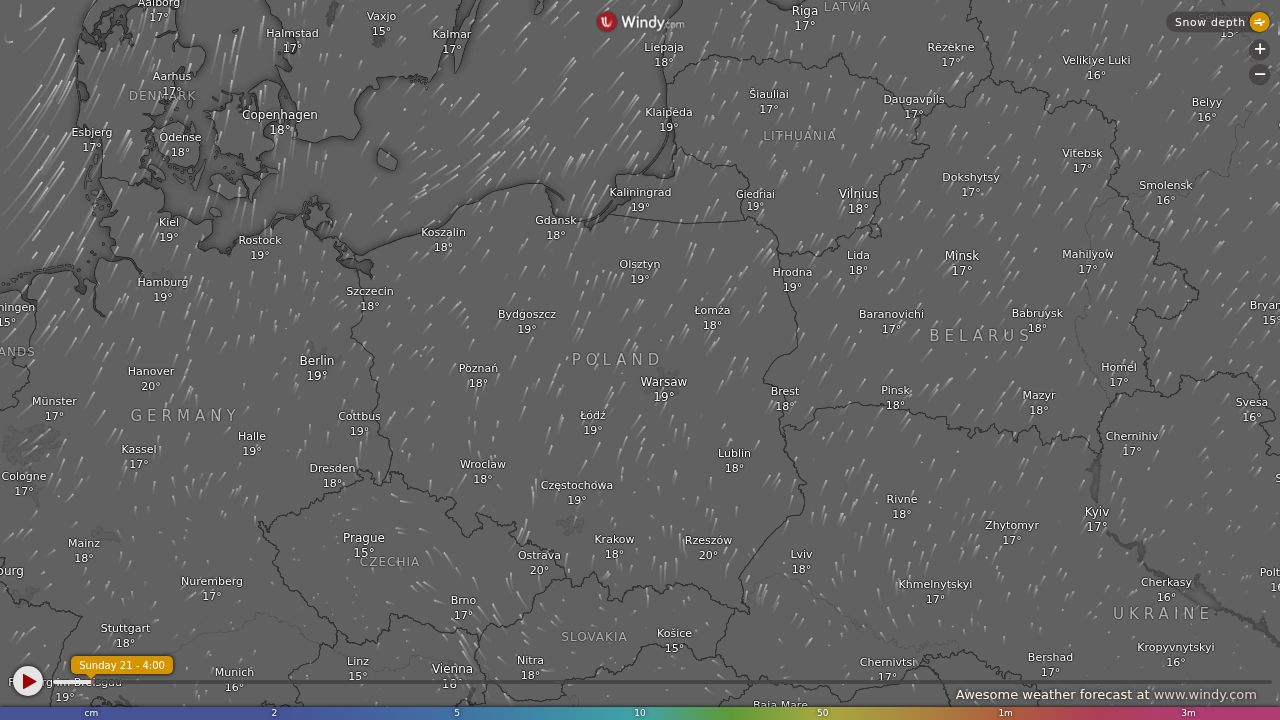 Aalborg
17°
Vaxjo
15°
Halmstad
17°
Kalmar
17°
Windy.com
Riga
17°
LATVIA
Snow depth
Liepaja
18°
Rēzekne
17°
Velikiye Luki
16°
Aarhus
17°
DENMARK
Šiauliai
17°
Daugavpils
17°
Belyy
16°
Copenhagen
18°
Klaipėda
19°
Esbjerg
17°
Odense
18°
LITHUANIA
Vitebsk
17°
Kaliningrad
19°
Giedriai
19°
Vilnius
18°
Dokshytsy
17°
Smolensk
16°
Kiel
19°
Rostock
19°
Koszalin
18°
Gdansk
18°
Olsztyn
19°
Hrodna
19°
Lida
18°
Minsk
17°
Mahilyow
17°
Hamburg
19°
Szczecin
18°
ningen
15°
Bydgoszcz
19°
Łomża
18°
Baranovichi
17°
Babruysk
18°
Bryan
15°
BELARUS
ANDS
Hanover
20°
Berlin
19°
POLAND
Poznań
18°
Warsaw
19°
Brest
18°
Pinsk
18°
Homel
17°
Mazyr
18°
Svesa
16°
Münster
17°
GERMANY
Cottbus
19°
Łódź
19°
Kassel
17°
Halle
19°
Lublin
18°
Chernihiv
17°
Cologne
17°
Dresden
18°
Wroclaw
18°
Częstochowa
19°
Rivne
18°
Zhytomyr
17°
Kyiv
17°
Mainz
18°
Prague
15°
CZECHIA
Ostrava
20°
Krakow
18°
Rzeszów
20°
Lviv
18°
burg
Nuremberg
17°
Khmelnytskyi
17°
Cherkasy
16°
Polt
Brno
17°
UKRAINE
Stuttgart
18°
SLOVAKIA
Košice
15°
Sunday 21 - 4:00
Linz
15°
Vienna
18°
Nitra
18°
Munich
16°
Chernivtsi
17°
Bershad
17°
Kropyvnytskyi
16°
19°
Awesome weather forecast at www.windy.com
Baia Mare
cm 2 5 10 50 1m 3m